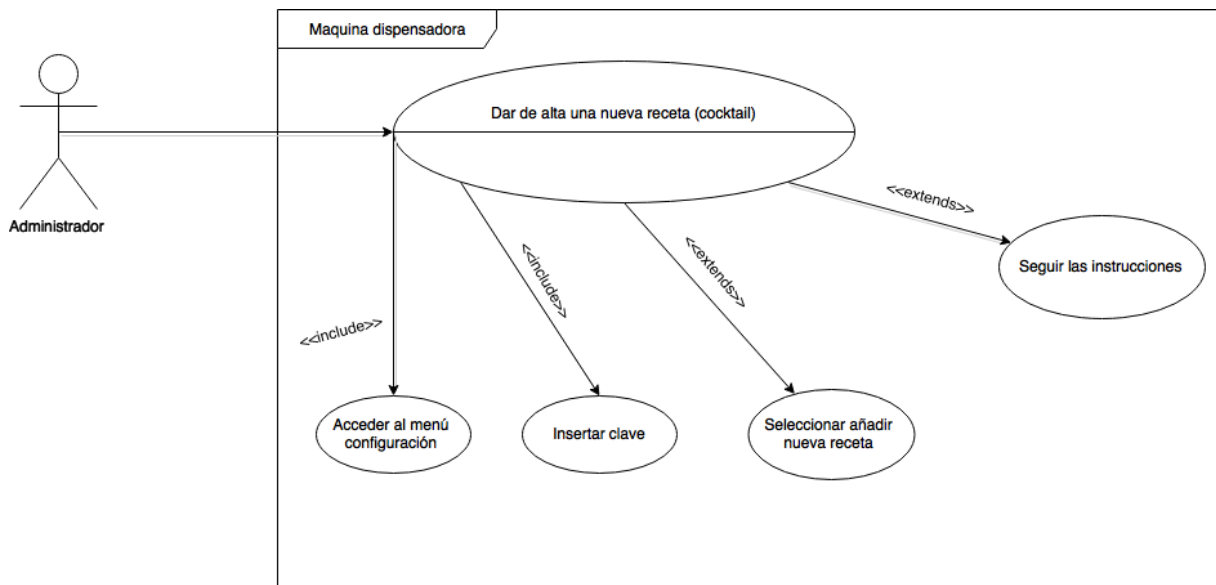 Maquina dispensadora
Dar de alta una nueva receta (cocktail)
Administrador
<<extends>>
Seguir las instrucciones
<<include>>
<<extends>>
<<include>>
Acceder al menú
configuración
Insertar clave
Seleccionar añadir
nueva receta